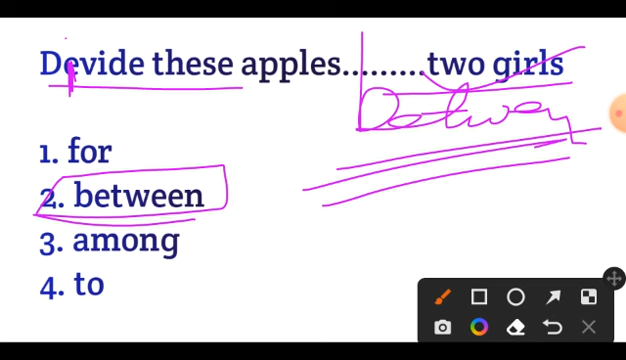 Devide these apples.........two girls
Between
1. for
2. between
3. among
4. to